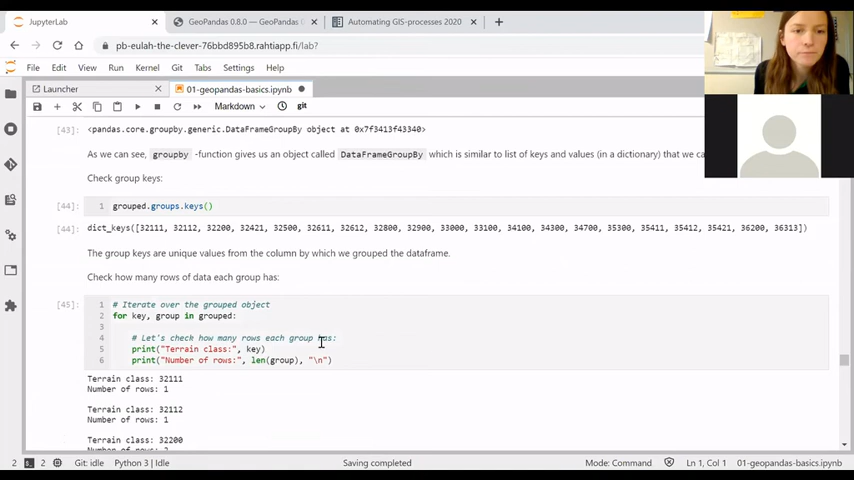 JupyterLab
GeoPandas 0.8.0 — GeoPandas
Automating GIS-processes 2020
pb-eulah-the-clever-76bbd895b8.rahtiapp.fi/lab?
File Edit View Run Kernel Git Tabs Settings Help
Launcher
01-geopandas-basics.ipynb
Markdown
git
[43]: <pandas.core.groupby.generic.DataFrameGroupBy object at 0x7f3413f43340>
As we can see, groupby -function gives us an object called DataFrameGroupBy which is similar to list of keys and values (in a dictionary) that we
Check group keys:
[44]: 1 grouped.groups.keys()
[44]: dict_keys([32111, 32112, 32200, 32421, 32500, 32611, 32612, 32800, 32900, 33000, 33100, 34100, 34300, 34700, 35300, 35411, 35412, 35421, 36200, 36313])
The group keys are unique values from the column by which we grouped the dataframe.
Check how many rows of data each group has:
[45]: 1 # Iterate over the grouped object
2 for key, group in grouped:
3
4 # Let's check how many rows each group has:
5 print("Terrain class:", key)
6 print("Number of rows:", len(group), "\n")
Terrain class: 32111
Number of rows: 1
Terrain class: 32112
Number of rows: 1
Terrain class: 32200
2 2 Git: idle Python 3 | Idle Saving completed Mode: Command Ln 1, Col 1 01-geopandas-basics.ipynb